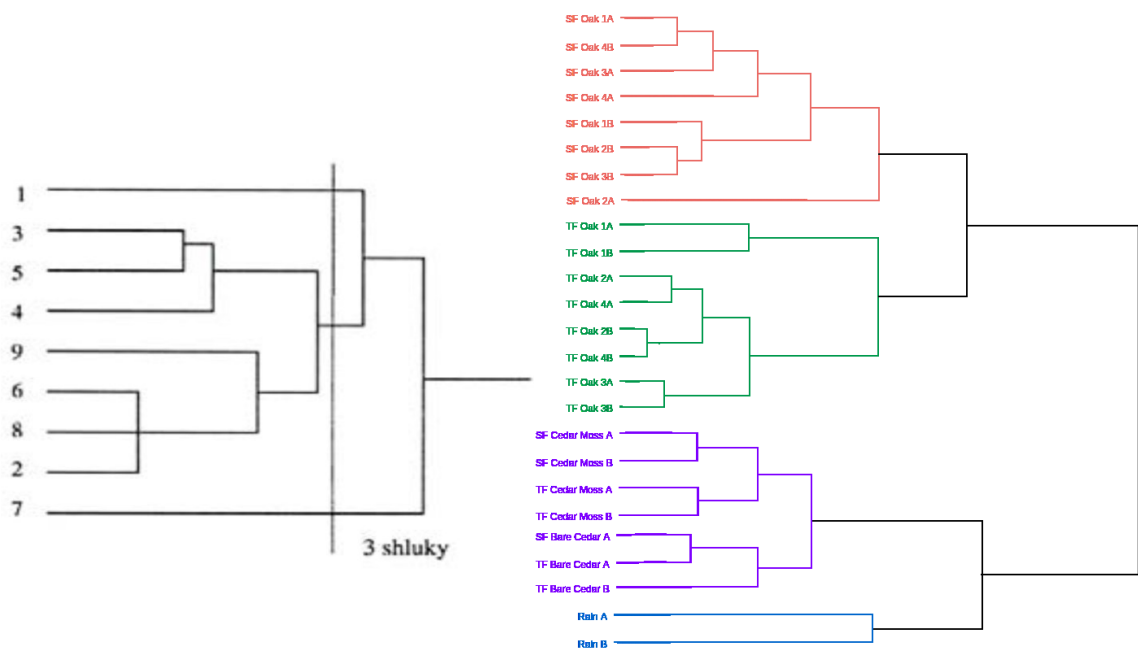 1
3
5
4
9
6
8
2
7
3 shluky
SF Oak 1A
SF Oak 4B
SF Oak 3A
SF Oak 4A
SF Oak 1B
SF Oak 2B
SF Oak 3B
SF Oak 2A
TF Oak 1A
TF Oak 1B
TF Oak 2A
TF Oak 4A
TF Oak 2B
TF Oak 4B
TF Oak 3A
TF Oak 3B
SF Cedar Moss A
SF Cedar Moss B
TF Cedar Moss A
TF Cedar Moss B
SF Bare Cedar A
TF Bare Cedar A
TF Bare Cedar B
Rain A
Rain B